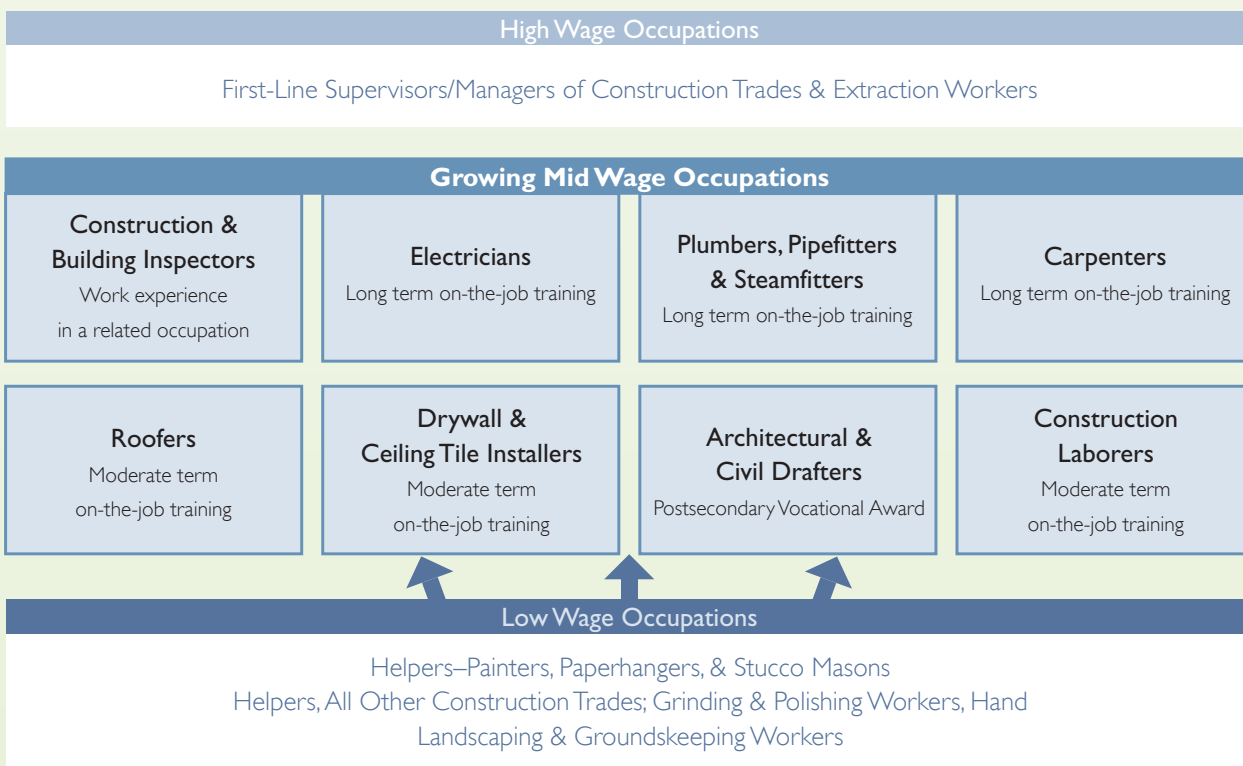 High Wage Occupations
First-Line Supervisors/Managers of Construction Trades & Extraction Workers
Growing Mid Wage Occupations
Construction &
Building Inspectors
Work experience
in a related occupation
Electricians
Long term on-the-job training
Plumbers, Pipefitters
& Steamfitters
Long term on-the-job training
Carpenters
Long term on-the-job training
Roofers
Moderate term
on-the-job training
Drywall &
Ceiling Tile Installers
Moderate term
on-the-job training
Architectural &
Civil Drafters
Postsecondary Vocational Award
Construction
Laborers
Moderate term
on-the-job training
Low Wage Occupations
Helpers–Painters, Paperhangers, & Stucco Masons
Helpers, All Other Construction Trades; Grinding & Polishing Workers, Hand
Landscaping & Groundskeeping Workers